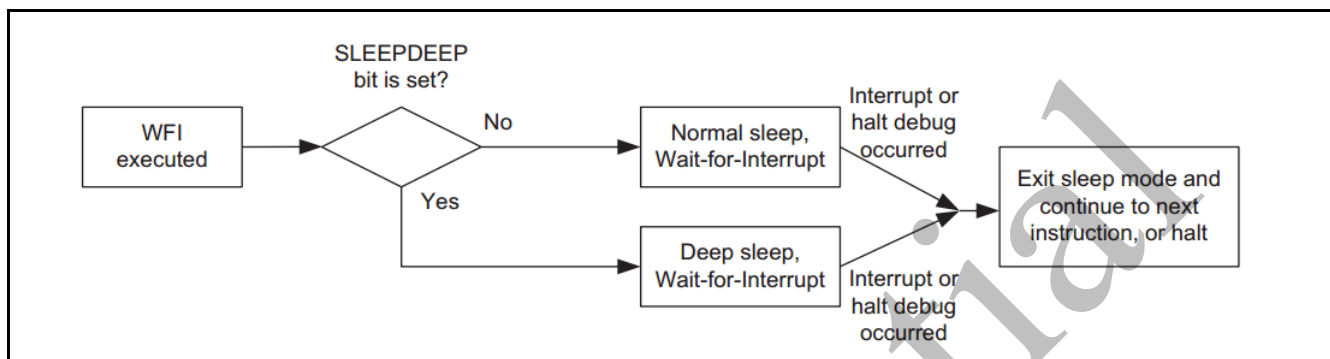 SLEEPDEEP
bit is set?
WFI
executed
No
Yes
Normal sleep,
Wait-for-Interrupt
Interrupt or
halt debug
occurred
Deep sleep,
Wait-for-Interrupt
Interrupt or
halt debug
occurred
Exit sleep mode and
continue to next
instruction, or halt
tial